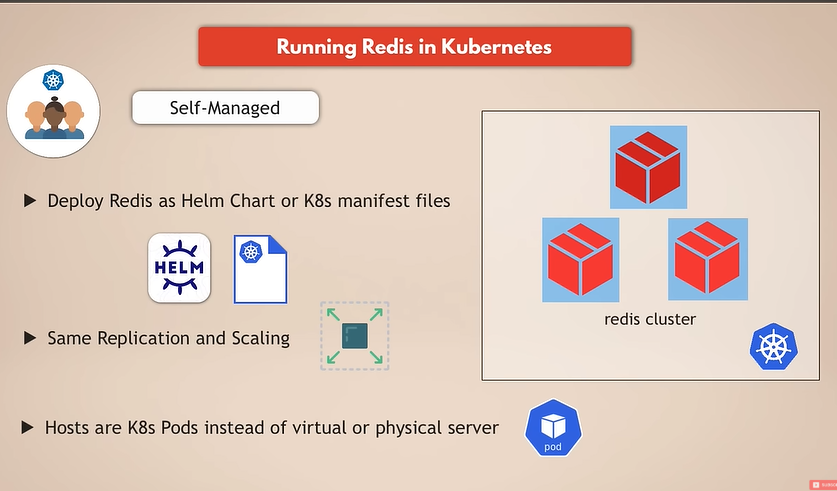 Running Redis in Kubernetes
Self-Managed
Deploy Redis as Helm Chart or K8s manifest files
HELM
Same Replication and Scaling
redis cluster
Hosts are K8s Pods instead of virtual or physical server
pod